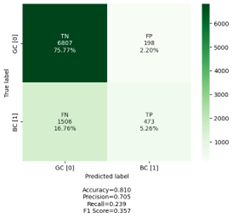 TN
6807
75.77%
FP
198
2.20%
FN
1506
16.76%
TP
473
5.26%
True label
GC [0]
BC [1]
GC [0]
BC [1]
Predicted label
Accuracy=0.810
Precision=0.705
Recall=0.239
F1 Score=0.357
6000
5000
4000
3000
2000
1000